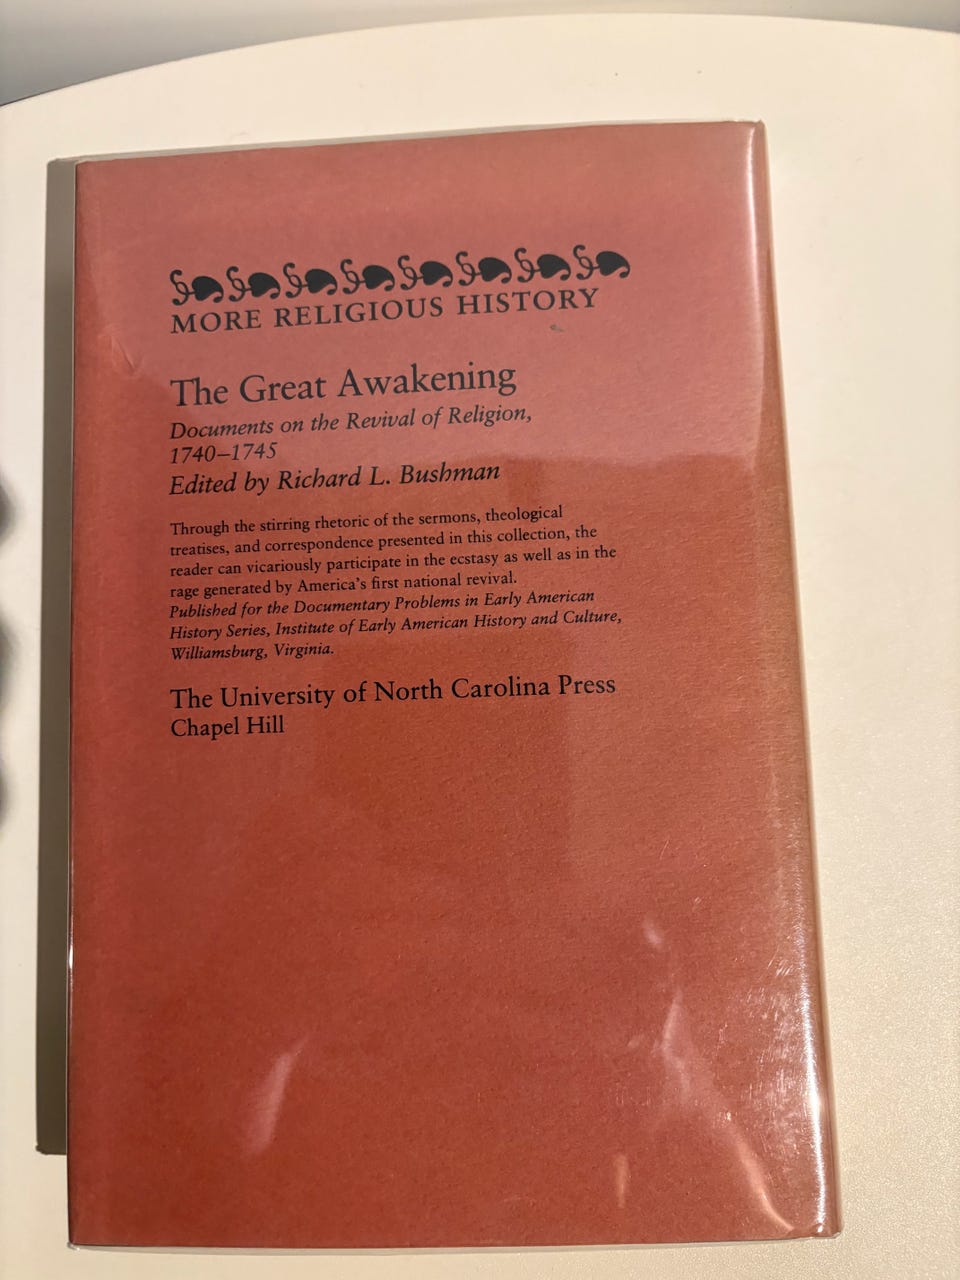 MORE RELIGIOUS HISTORY
The Great Awakening
Documents on the Revival of Religion,
1740–1745
Edited by Richard L. Bushman
Through the stirring rhetoric of the sermons, theological
treatises, and correspondence presented in this collection, the
reader can vicariously participate in the ecstasy as well as in the
rage generated by America's first national revival.
Published for the Documentary Problems in Early American
History Series, Institute of Early American History and Culture,
Williamsburg, Virginia.
The University of North Carolina Press
Chapel Hill